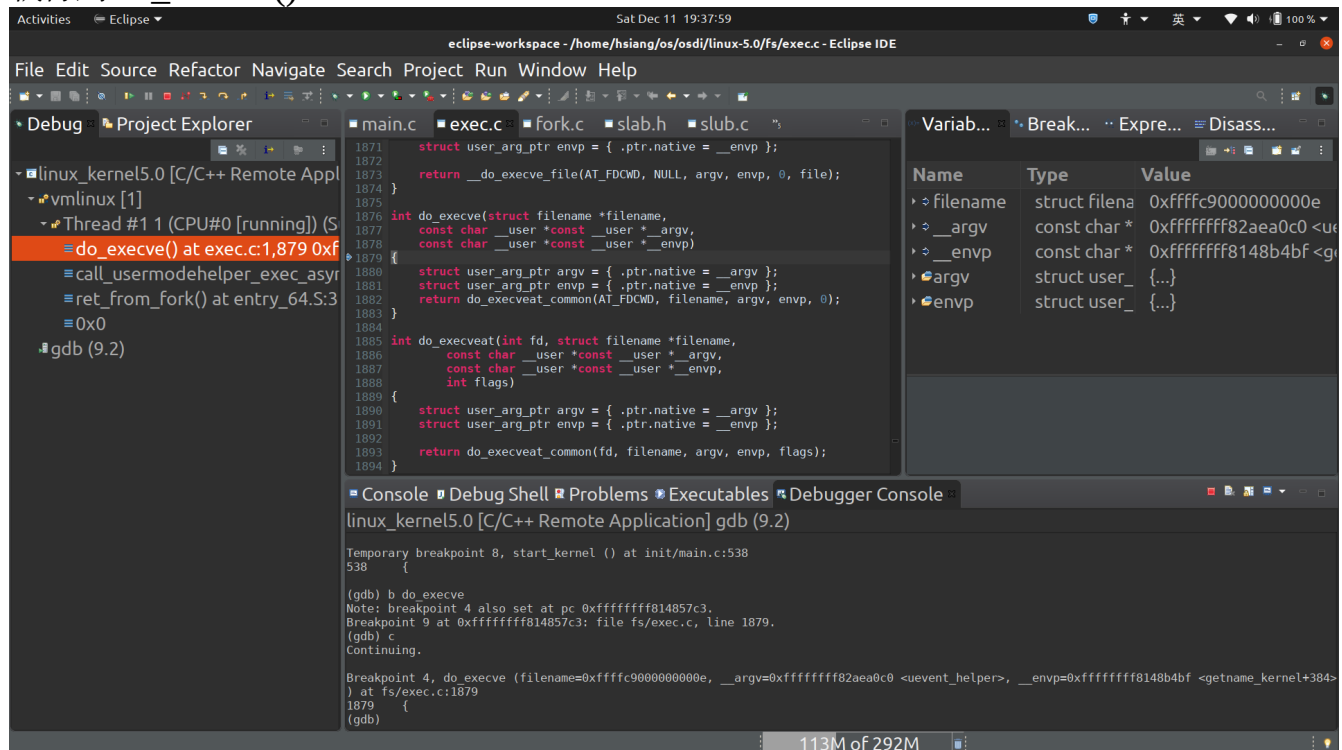 Activities Eclipse Sat Dec 11 19:37:59 英 100 %
eclipse-workspace - /home/hsiang/os/osdi/linux-5.0/fs/exec.c - Eclipse IDE
File Edit Source Refactor Navigate Search Project Run Window Help
Debug Project Explorer
linux_kernel5.0 [C/C++ Remote Appl
vmlinux [1]
Thread #1 1 (CPU#0 [running]) (S
do_execve() at exec.c:1,879 0xf
call_usermodehelper_exec_asyn
ret_from_fork() at entry_64.S:3
0x0
gdb (9.2)
main.c exec.c fork.c slab.h slub.c
1871 struct user_arg_ptr envp = { .ptr.native = __envp };
1872
1873 return __do_execve_file(AT_FDCWD, NULL, argv, envp, 0, file);
1874 }
1875
1876 int do_execve(struct filename *filename,
1877 const char __user *const __user *__argv,
1878 const char __user *const __user *__envp)
1879 {
1880 struct user_arg_ptr argv = { .ptr.native = __argv };
1881 struct user_arg_ptr envp = { .ptr.native = __envp };
1882 return do_execveat_common(AT_FDCWD, filename, argv, envp, 0);
1883 }
1884
1885 int do_execveat(int fd, struct filename *filename,
1886 const char __user *const __user *__argv,
1887 const char __user *const __user *__envp,
1888 int flags)
1889 {
1890 struct user_arg_ptr argv = { .ptr.native = __argv };
1891 struct user_arg_ptr envp = { .ptr.native = __envp };
1892
1893 return do_execveat_common(fd, filename, argv, envp, flags);
1894 }
Variab... Break... Expre... Disass...
Name Type Value
filename struct filena 0xffffc9000000000e
__argv const char * 0xffffffff82aea0c0 <ue
__envp const char * 0xffffffff8148b4bf <ge
argv struct user_ {...}
envp struct user_ {...}
Console Debug Shell Problems Executables Debugger Console
linux_kernel5.0 [C/C++ Remote Application] gdb (9.2)
Temporary breakpoint 8, start_kernel () at init/main.c:538
538 {
(gdb) b do_execve
Note: breakpoint 4 also set at pc 0xffffffff814857c3.
Breakpoint 9 at 0xffffffff814857c3: file fs/exec.c, line 1879.
(gdb) c
Continuing.
Breakpoint 4, do_execve (filename=0xffffc9000000000e, __argv=0xffffffff82aea0c0 <uevent_helper>, __envp=0xffffffff8148b4bf <getname_kernel+384>
) at fs/exec.c:1879
1879 {
(gdb)
113M of 292M